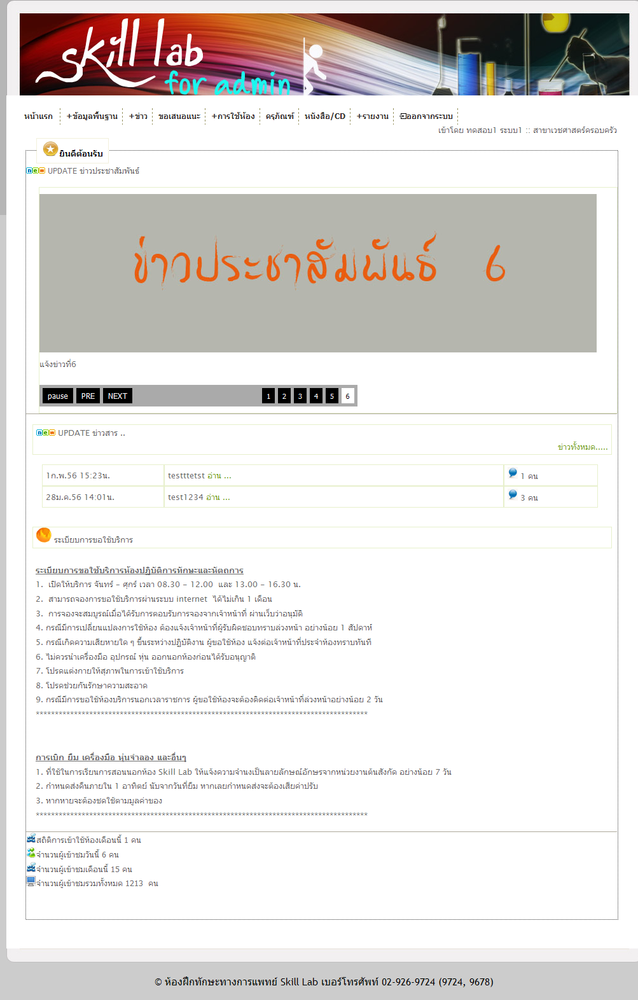 skill lab
for admin
หน้าแรก +ข้อมูลพื้นฐาน +ข่าว ขอเสนอแนะ +การใช้ห้อง ครุภัณฑ์ หนังสือ/CD +รายงาน ออกจากระบบ
เข้าโดย ทดสอบ1 ระบบ1 :: สาขาเวชศาสตร์ครอบครัว
ยินดีต้อนรับ
new UPDATE ข่าวประชาสัมพันธ์
ข่าวประชาสัมพันธ์ 6
แจ้งข่าวที่6
pause PRE NEXT 1 2 3 4 5 6
new UPDATE ข่าวสาร ..
ข่าวทั้งหมด.....
1ก.พ.56 15:23น. testttetst อ่าน ... 1 คน
28ม.ค.56 14:01น. test1234 อ่าน ... 3 คน
ระเบียบการขอใช้บริการ
ระเบียบการขอใช้บริการห้องปฏิบัติการทักษะและหัตถการ
1. เปิดให้บริการ จันทร์ – ศุกร์ เวลา 08.30 – 12.00 และ 13.00 – 16.30 น.
2. สามารถจองการขอใช้บริการผ่านระบบ internet ได้ไม่เกิน 1 เดือน
3. การจองจะสมบูรณ์เมื่อได้รับการตอบรับการจองจากเจ้าหน้าที่ ผ่านเว็บว่าอนุมัติ
4. กรณีมีการเปลี่ยนแปลงการใช้ห้อง ต้องแจ้งเจ้าหน้าที่ผู้รับผิดชอบทราบล่วงหน้า อย่างน้อย 1 สัปดาห์
5. กรณีเกิดความเสียหายใด ๆ ขึ้นระหว่างปฏิบัติงาน ผู้ขอใช้ห้อง แจ้งต่อเจ้าหน้าที่ประจำห้องทราบทันที
6. ไม่ควรนำเครื่องมือ อุปกรณ์ หุ่น ออกนอกห้องก่อนได้รับอนุญาติ
7. โปรดแต่งกายให้สุภาพในการเข้าใช้บริการ
8. โปรดช่วยกันรักษาความสะอาด
9. กรณีมีการขอใช้ห้องบริการนอกเวลาราชการ ผู้ขอใช้ห้องจะต้องติดต่อเจ้าหน้าที่ล่วงหน้าอย่างน้อย 2 วัน
***************************************************************************************
การเบิก ยืม เครื่องมือ หุ่นจำลอง และอื่นๆ
1. ที่ใช้ในการเรียนการสอนนอกห้อง Skill Lab ให้แจ้งความจำนงเป็นลายลักษณ์อักษรจากหน่วยงานต้นสังกัด อย่างน้อย 7 วัน
2. กำหนดส่งคืนภายใน 1 อาทิตย์ นับจากวันที่ยืม หากเลยกำหนดส่งจะต้องเสียค่าปรับ
3. หากหายจะต้องชดใช้ตามมูลค่าของ
***************************************************************************************
สถิติการเข้าใช้ห้องเดือนนี้ 1 คน
จำนวนผู้เข้าชมวันนี้ 6 คน
จำนวนผู้เข้าชมเดือนนี้ 15 คน
จำนวนผู้เข้าชมรวมทั้งหมด 1213 คน
© ห้องฝึกทักษะทางการแพทย์ Skill Lab เบอร์โทรศัพท์ 02-926-9724 (9724, 9678)